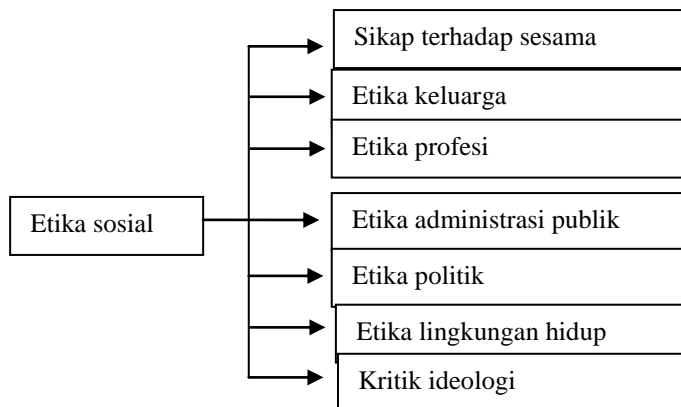 Sikap terhadap sesama
Etika keluarga
Etika profesi
Etika sosial
Etika administrasi publik
Etika politik
Etika lingkungan hidup
Kritik ideologi